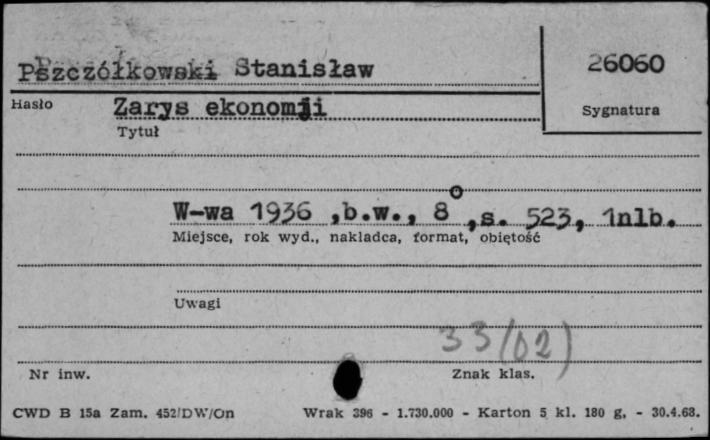 Pszczółkowski Stanisław
26060
Hasło
Zarys ekonomji
Sygnatura
Tytuł
W-wa 1936 ,b.w., 8° ,s. 523, 1nlb.
Miejsce, rok wyd., nakładca, format, obiętość
Uwagi
33(02)
Nr inw.
Znak klas.
CWD B 15a Zam. 452/DW/On Wrak 396 - 1.730.000 - Karton 5 kl. 180 g, - 30.4.68.